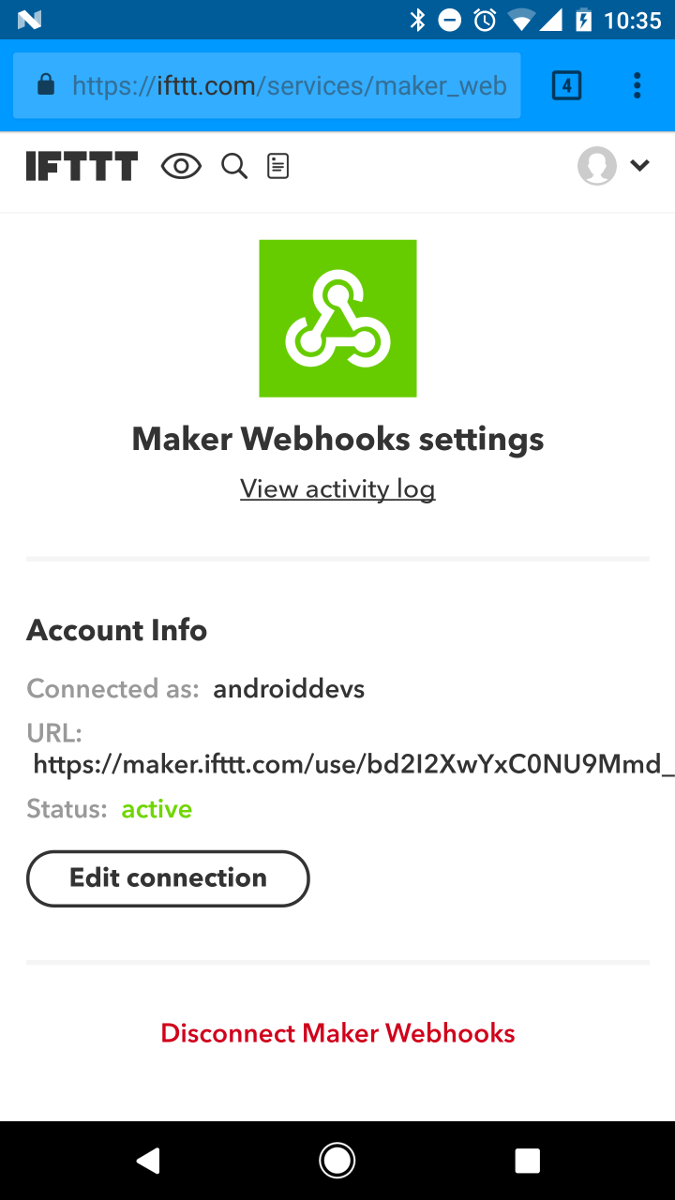 10:35
https://ifttt.com/services/maker_web
4
IFTTT
Maker Webhooks settings
View activity log
Account Info
Connected as: androiddevs
URL:
https://maker.ifttt.com/use/bd2I2XwYxC0NU9Mmd_
Status: active
Edit connection
Disconnect Maker Webhooks